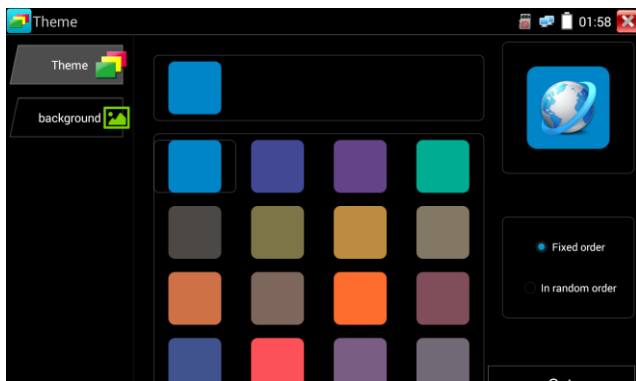 Theme
01:58
Theme
background
Fixed order
In random order